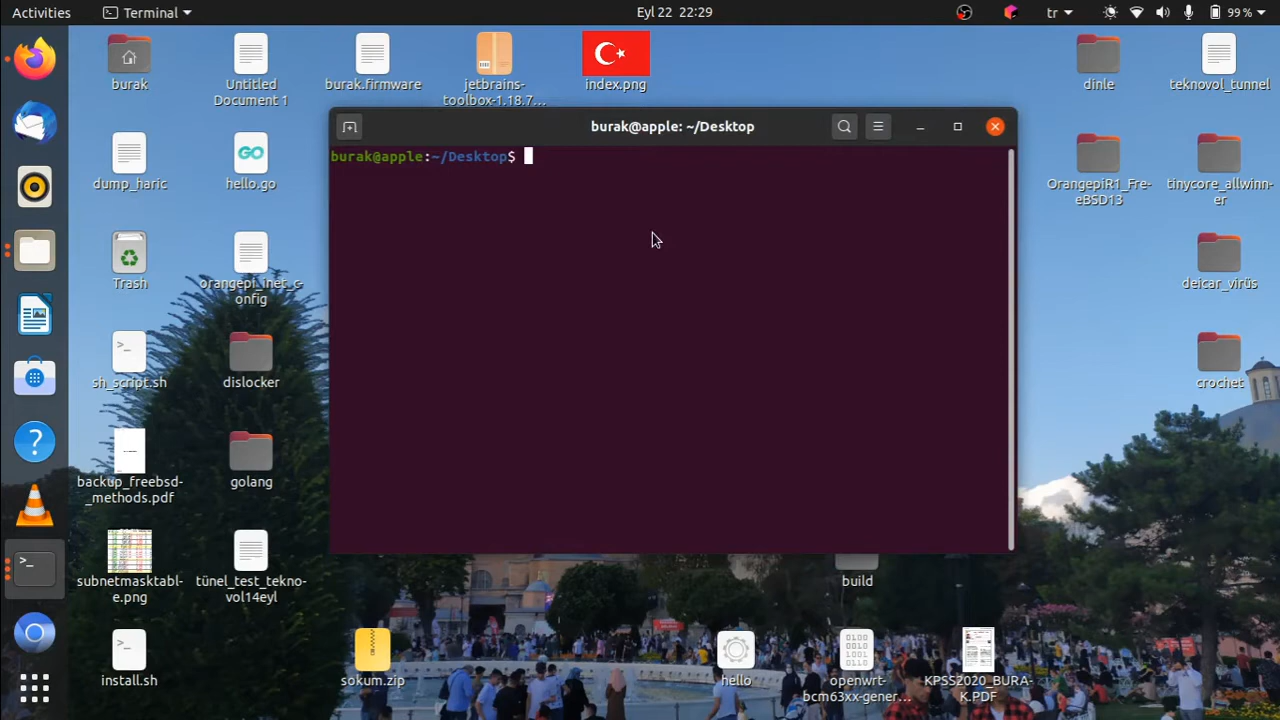 Activities
Terminal
Eyl 22 22:29
tr
99 %
burak
Untitled
Document 1
burak.firmware
jetbrains-
toolbox-1.18.7...
index.png
dinle
teknovol_tunnel
burak@apple: ~/Desktop
burak@apple:~/Desktop$
dump_haric
GO
hello.go
OrangepiR1_Fre-
eBSD13
tinycore_allwinn-
er
Trash
orangepi_inet_c-
onfig
deicar_virüs
sh_script.sh
dislocker
crochet
backup_freebsd-
_methods.pdf
golang
subnetmasktabl-
e.png
tünel_test_tekno-
vol14eyl
build
install.sh
sokum.zip
hello
openwrt-
bcm63xx-gener...
KPSS2020_BURA-
K.PDF